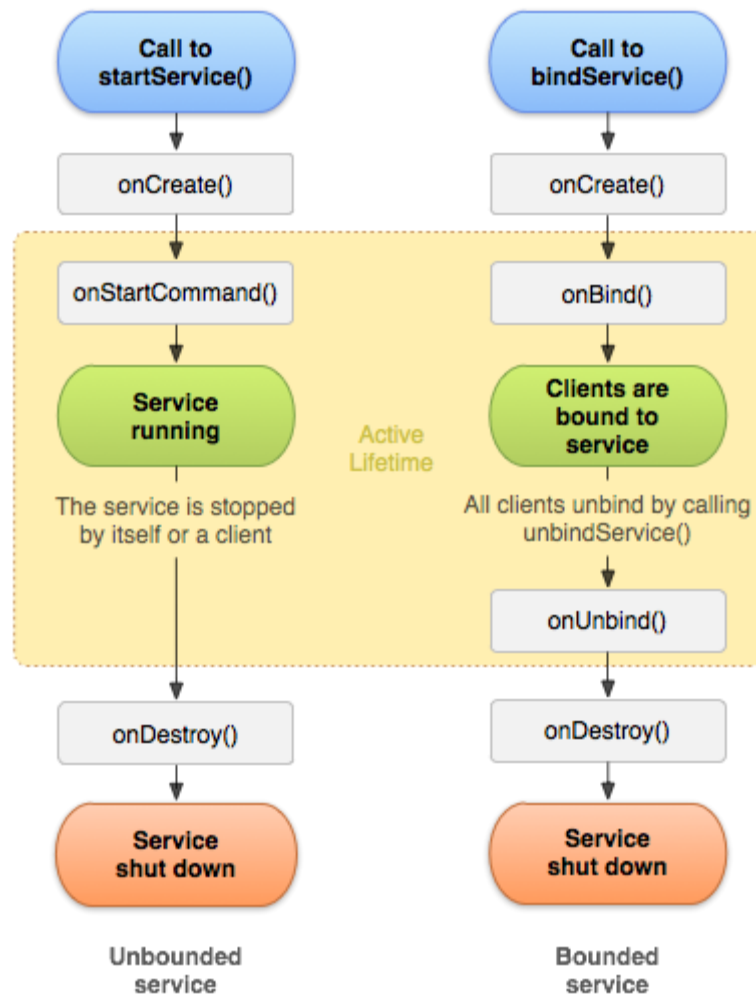 Call to
startService()
onCreate()
onStartCommand()
Service
running
The service is stopped
by itself or a client
onDestroy()
Service
shut down
Unbounded
service
Active
Lifetime
Call to
bindService()
onCreate()
onBind()
Clients are
bound to
service
All clients unbind by calling
unbindService()
onUnbind()
onDestroy()
Service
shut down
Bounded
service